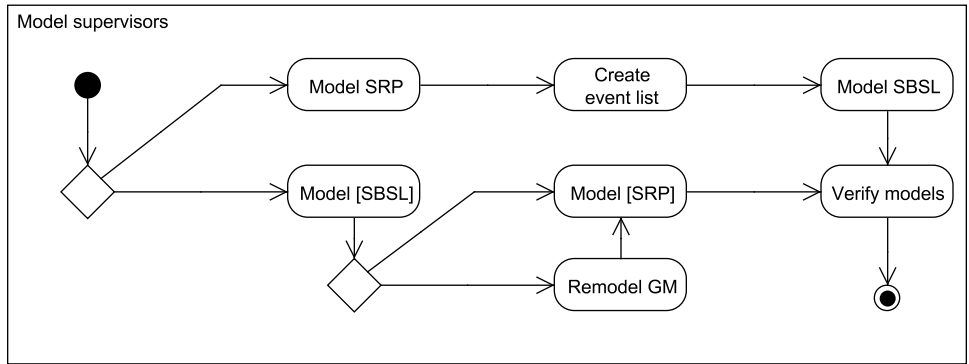 Model supervisors
Model SRP
Create
event list
Model SBSL
Model [SBSL]
Model [SRP]
Verify models
Remodel GM